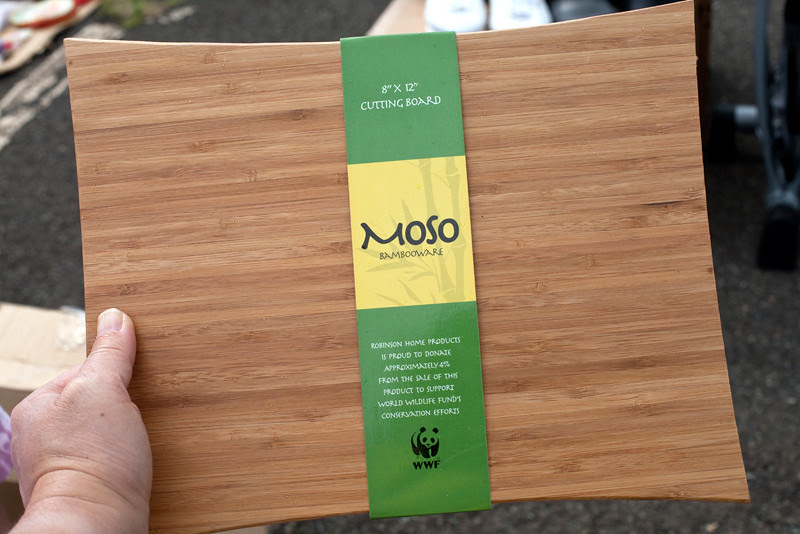 8" X 12"
CUTTING BOARD
MOSO
BAMBOOWARE
ROBINSON HOME PRODUCTS
IS PROUD TO DONATE
APPROXIMATELY 4%
FROM THE SALE OF THIS
PRODUCT TO SUPPORT
WORLD WILDLIFE FUND'S
CONSERVATION EFFORTS
WWF